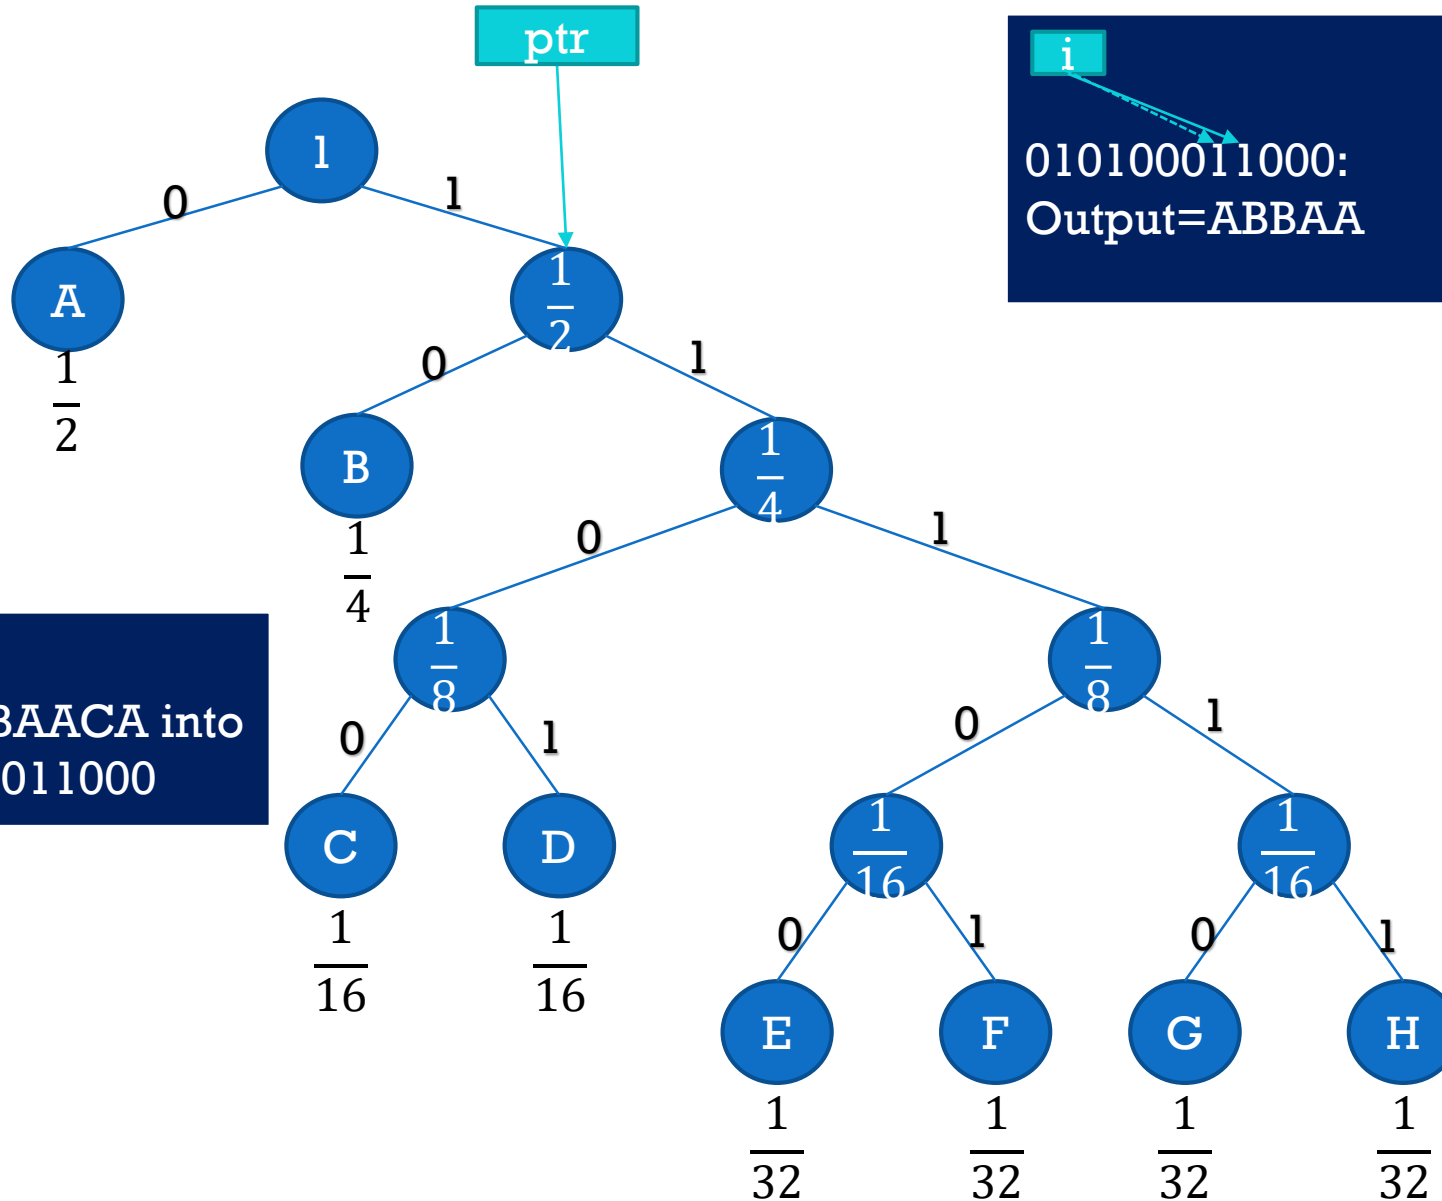 ptr
i
010100011000:
Output=ABBAA
1
0
1
A
1/2
1/2
0
1
B
1/4
1/4
0
1
1/8
1/8
BAACA into
011000
0
1
0
1
C
D
1/16
1/16
1/16
1/16
0
1
0
1
E
F
G
H
1/32
1/32
1/32
1/32